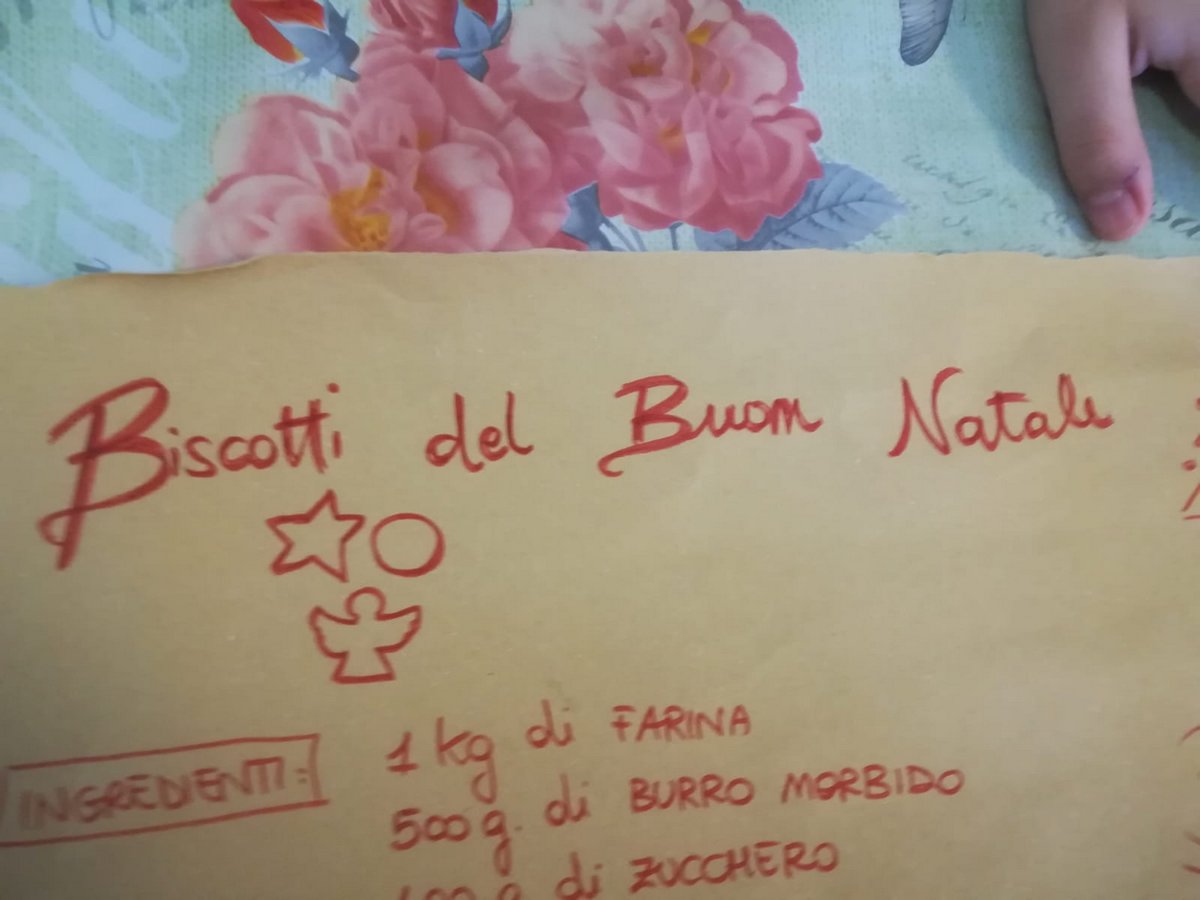 Biscotti del Buon Natale
INGREDIENTI:
1 kg di FARINA
500 g. di BURRO MORBIDO
di ZUCCHERO